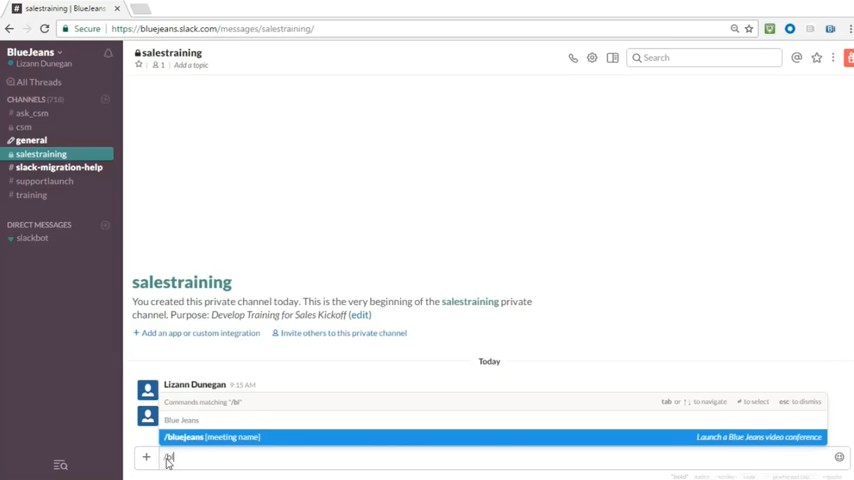 salestraining | BlueJeans
Secure
https://bluejeans.slack.com/messages/salestraining/
BlueJeans
Lizann Dunegan
All Threads
CHANNELS (718)
# ask_csm
csm
general
salestraining
# slack-migration-help
# supportlaunch
# training
DIRECT MESSAGES
slackbot
salestraining
1 | Add a topic
Search
salestraining
You created this private channel today. This is the very beginning of the salestraining private
channel. Purpose: Develop Training for Sales Kickoff (edit)
+ Add an app or custom integration
Invite others to this private channel
Today
Lizann Dunegan 9:15 AM
Commands matching "/bl"
tab or ↑↓ to navigate
↵ to select
esc to dismiss
Blue Jeans
/bluejeans [meeting name]
Launch a Blue Jeans video conference
/bl